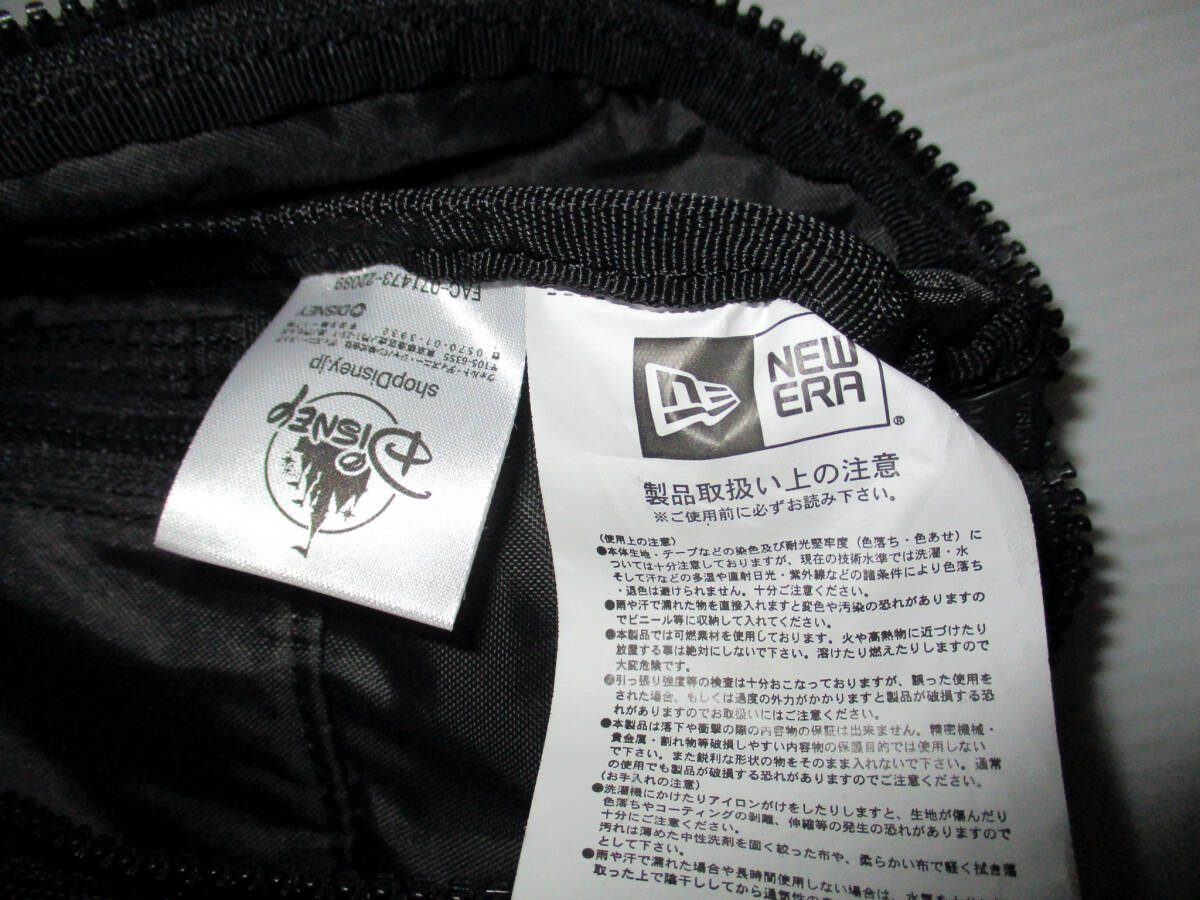 FAC-071473-22089
©DISNEY
〒105-6355
0570-01-3932
shopDisney.jp
DISNEY
NEW
ERA
®
製品取扱い上の注意
※ご使用前に必ずお読み下さい。
(使用上の注意)
●本体生地・テープなどの染色及び耐光堅牢度(色落ち・色あせ)に
ついては十分注意しておりますが、現在の技術水準では洗濯・水
そして汗などの多湿や直射日光・紫外線などの諸条件により色落ち
・退色は避けられません。十分ご注意ください。
●雨や汗で濡れた物を直接入れますと変色や汚染の恐れがありますの
でビニール等に収納して入れてください。
●本製品では可燃素材を使用しております。火や高熱物に近づけたり
放置する事は絶対にしないで下さい。溶けたり燃えたりしますので
大変危険です。
●引っ張り強度等の検査は十分おこなっておりますが、誤った使用を
された場合、もしくは過度の外力がかかりますと製品が破損する恐
れがありますのでお取扱いにはご注意ください。
●本製品は落下や衝撃の際の内容物の保証は出来ません。精密機械・
貴金属・割れ物等破損しやすい内容物の保護目的では使用しない
で下さい。また鋭利な形状の物をそのまま入れないで下さい。通常
の使用でも製品が破損する恐れがありますのでご注意ください。
(お手入れの注意)
●洗濯機にかけたりアイロンがけをしたりしますと、生地が傷んだり
色落ちやコーティングの剥離、伸縮等の発生の恐れがありますので
十分にご注意ください。
汚れは薄めた中性洗剤を固く絞った布や、柔らかい布で軽く拭き落
として下さい。
●雨や汗で濡れた場合や長時間使用しない場合は、水気を
取った上で陰干ししてから通気性の